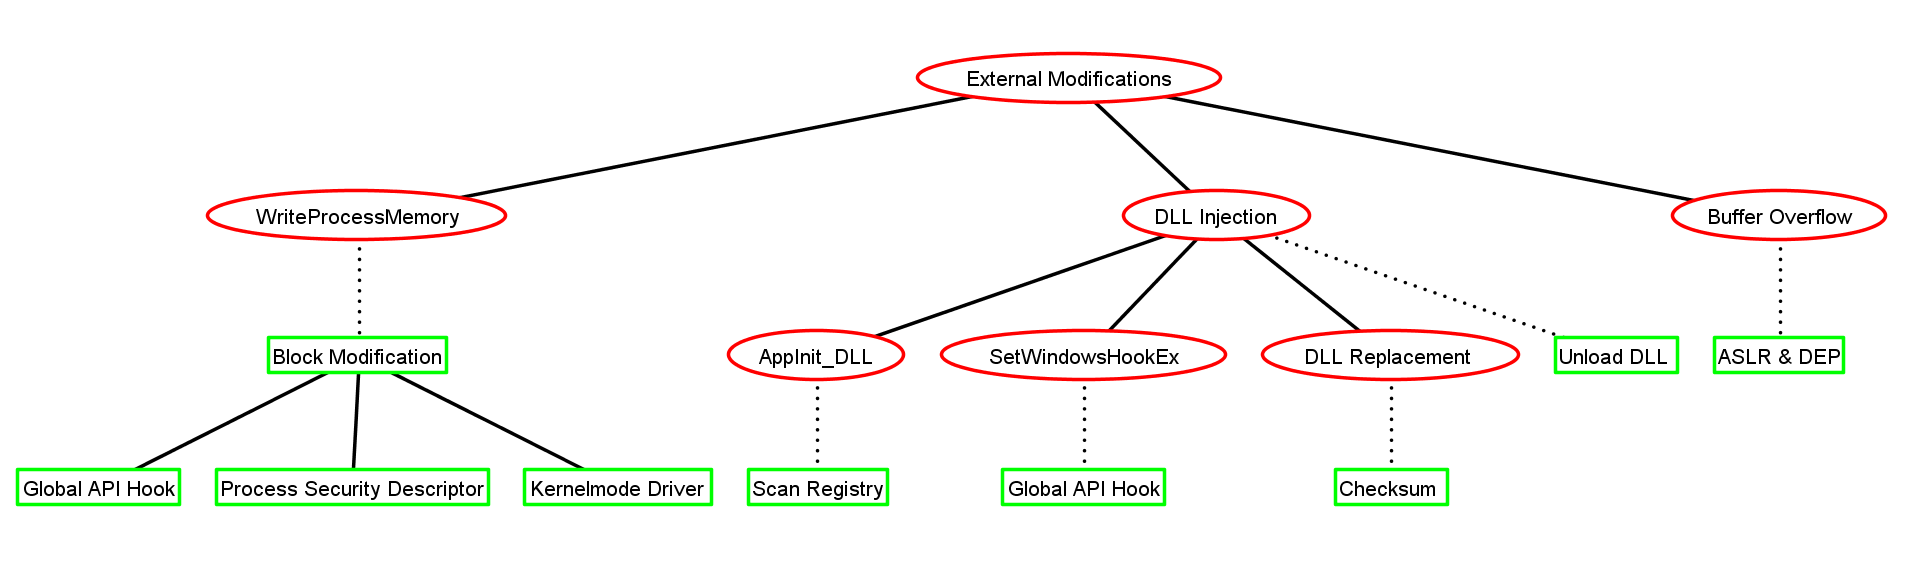 External Modifications
WriteProcessMemory
DLL Injection
Buffer Overflow
Block Modification
AppInit_DLL
SetWindowsHookEx
DLL Replacement
Unload DLL
ASLR & DEP
Global API Hook
Process Security Descriptor
Kernelmode Driver
Scan Registry
Global API Hook
Checksum